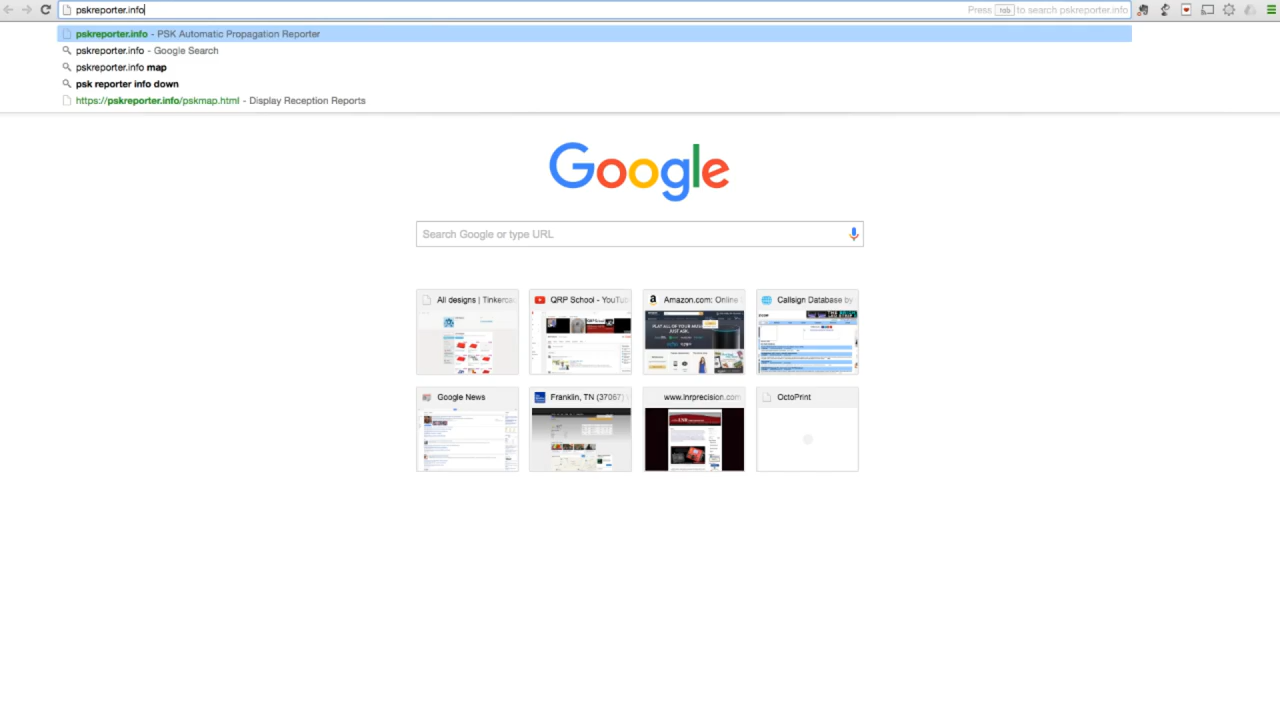 pskreporter.info
Press tab to search pskreporter.info
pskreporter.info - PSK Automatic Propagation Reporter
pskreporter.info - Google Search
pskreporter.info map
psk reporter info down
https://pskreporter.info/pskmap.html - Display Reception Reports
Google
Search Google or type URL
All designs | Tinkerca
QRP School - YouTu
Amazon.com: Online
Callsign Database by
Google News
Franklin, TN (37067)
www.lnrprecision.com
OctoPrint